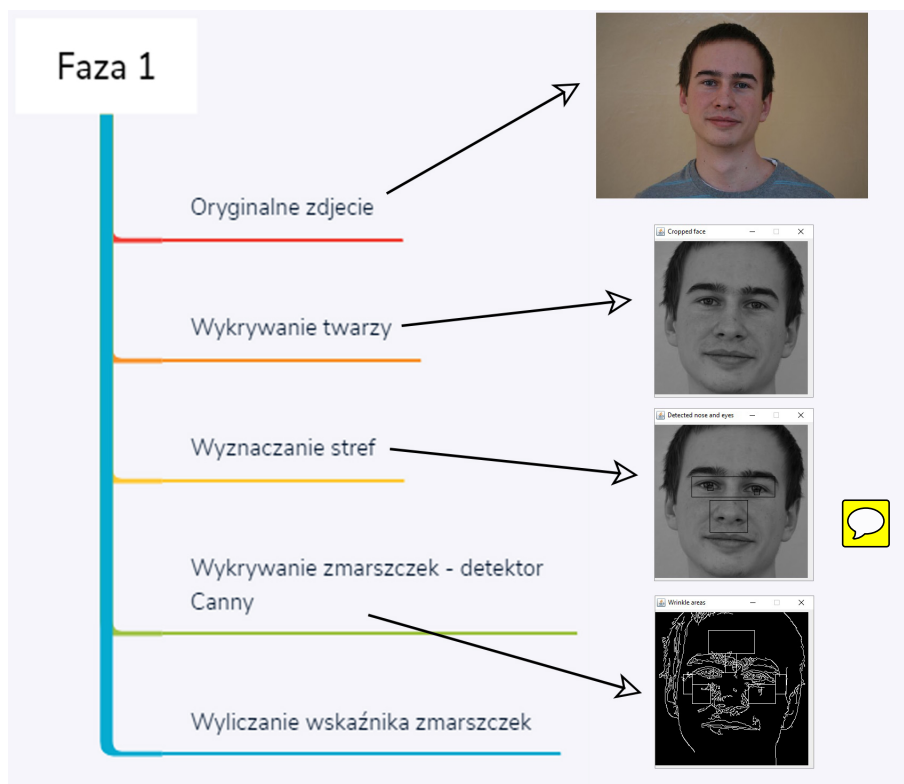 Faza 1
Oryginalne zdjecie
Cropped face
Wykrywanie twarzy
Detected nose and eyes
Wyznaczanie stref
Wykrywanie zmarszczek - detektor
Canny
Wrinkle areas
Wyliczanie wskaźnika zmarszczek